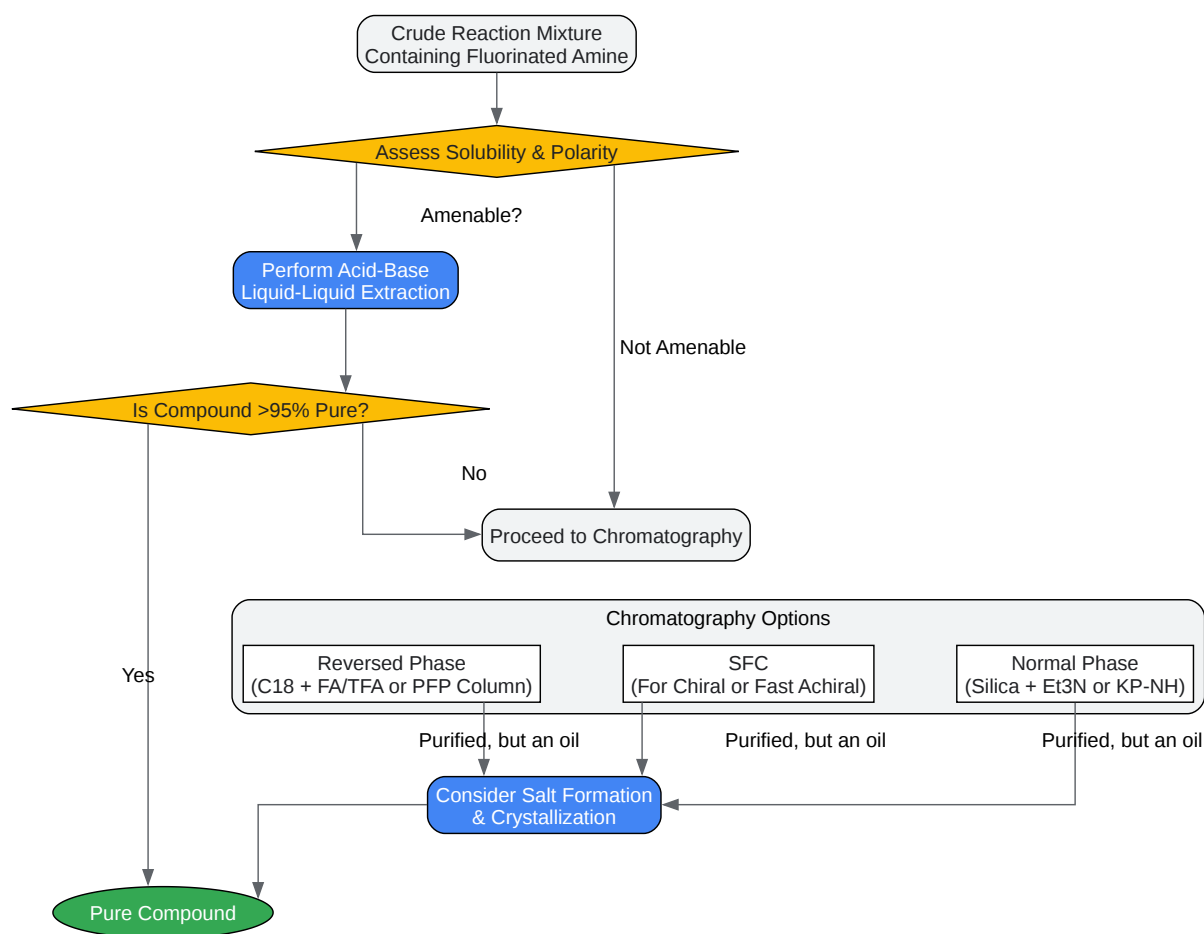 Crude Reaction Mixture
Containing Fluorinated Amine
Assess Solubility & Polarity
Amenable?
Perform Acid-Base
Liquid-Liquid Extraction
Not Amenable
Is Compound >95% Pure?
No
Proceed to Chromatography
Chromatography Options
Reversed Phase
(C18 + FA/TFA or PFP Column)
SFC
(For Chiral or Fast Achiral)
Normal Phase
(Silica + Et3N or KP-NH)
Yes
Purified, but an oil
Purified, but an oil
Purified, but an oil
Consider Salt Formation
& Crystallization
Pure Compound